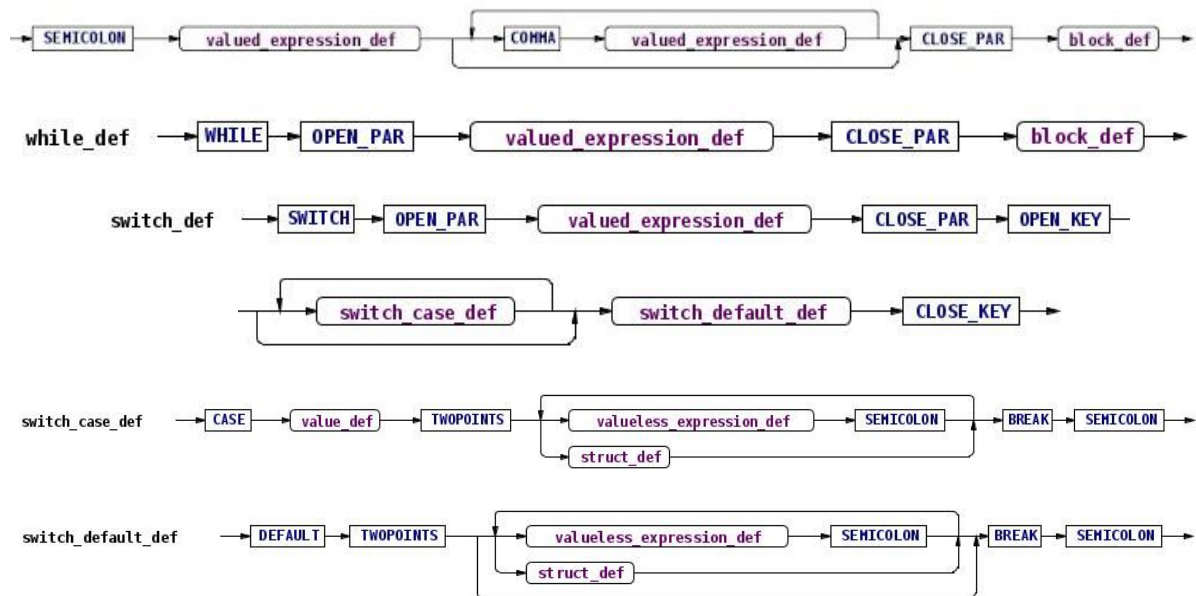 SEMICOLON valued_expression_def COMMA valued_expression_def CLOSE_PAR block_def
while_def WHILE OPEN_PAR valued_expression_def CLOSE_PAR block_def
switch_def SWITCH OPEN_PAR valued_expression_def CLOSE_PAR OPEN_KEY
switch_case_def switch_default_def CLOSE_KEY
switch_case_def CASE value_def TWOPOINTS valueless_expression_def SEMICOLON BREAK SEMICOLON
struct_def
switch_default_def DEFAULT TWOPOINTS valueless_expression_def SEMICOLON BREAK SEMICOLON
struct_def